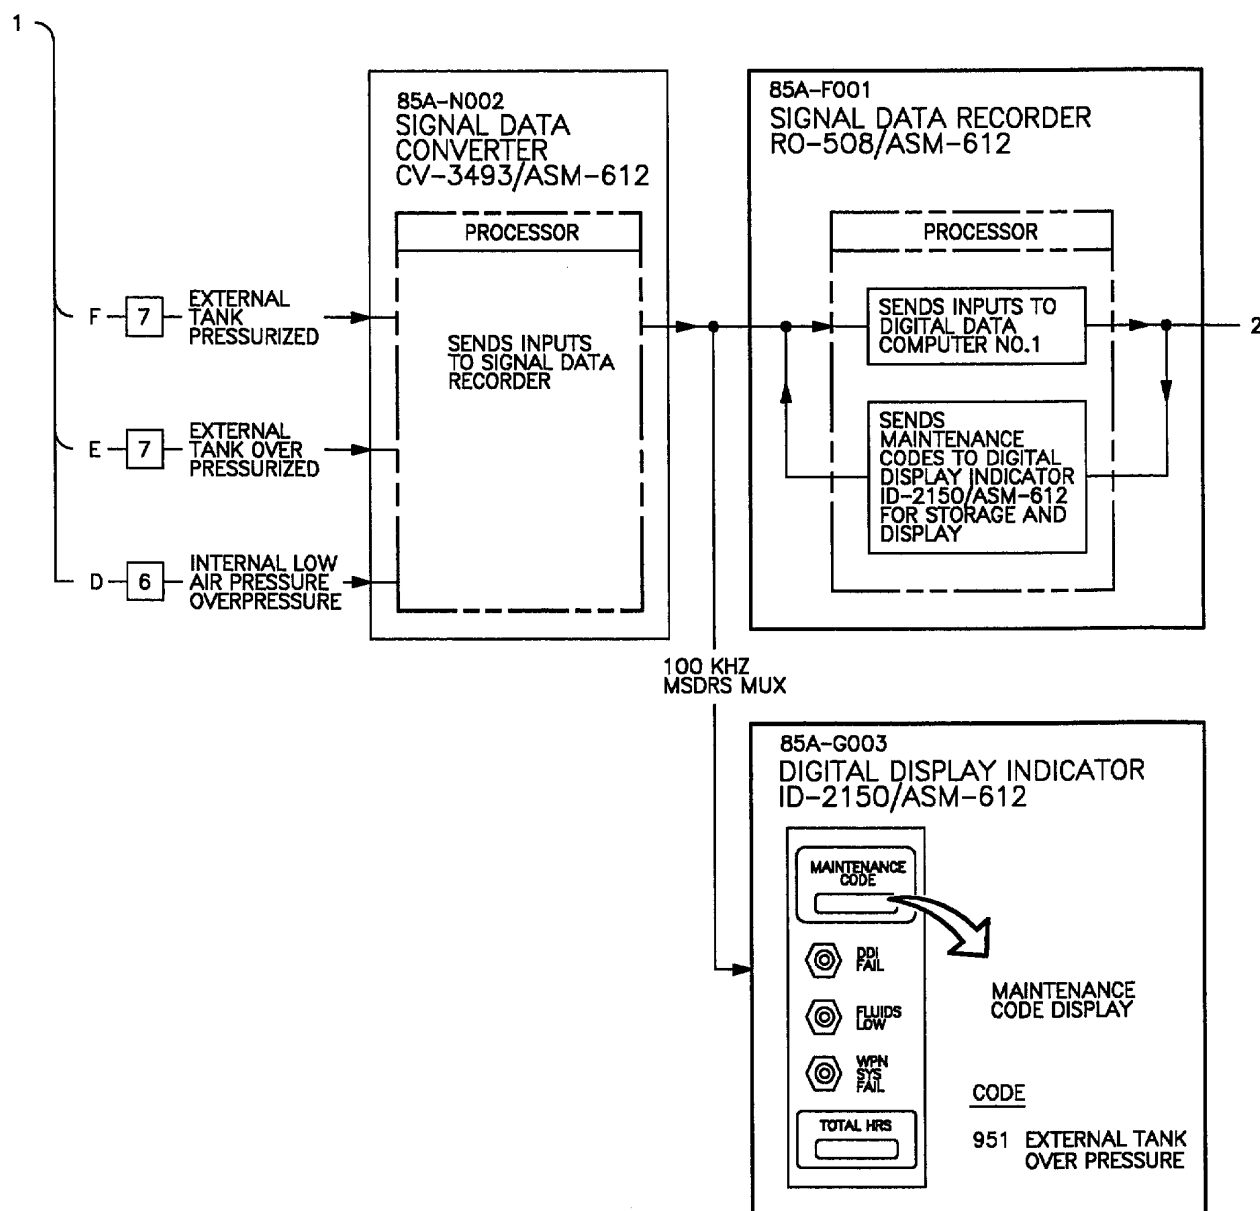 1
85A-N002
SIGNAL DATA
CONVERTER
CV-3493/ASM-612
PROCESSOR
SENDS INPUTS
TO SIGNAL DATA
RECORDER
F
7
EXTERNAL
TANK
PRESSURIZED
E
7
EXTERNAL
TANK OVER
PRESSURIZED
D
6
INTERNAL LOW
AIR PRESSURE
OVERPRESSURE
85A-F001
SIGNAL DATA RECORDER
RO-508/ASM-612
PROCESSOR
SENDS INPUTS TO
DIGITAL DATA
COMPUTER NO.1
2
SENDS
MAINTENANCE
CODES TO DIGITAL
DISPLAY INDICATOR
ID-2150/ASM-612
FOR STORAGE AND
DISPLAY
100 KHZ
MSDRS MUX
85A-G003
DIGITAL DISPLAY INDICATOR
ID-2150/ASM-612
MAINTENANCE
CODE
DDI
FAIL
FLUIDS
LOW
WPN
SYS
FAIL
TOTAL HRS
MAINTENANCE
CODE DISPLAY
CODE
951 EXTERNAL TANK
OVER PRESSURE